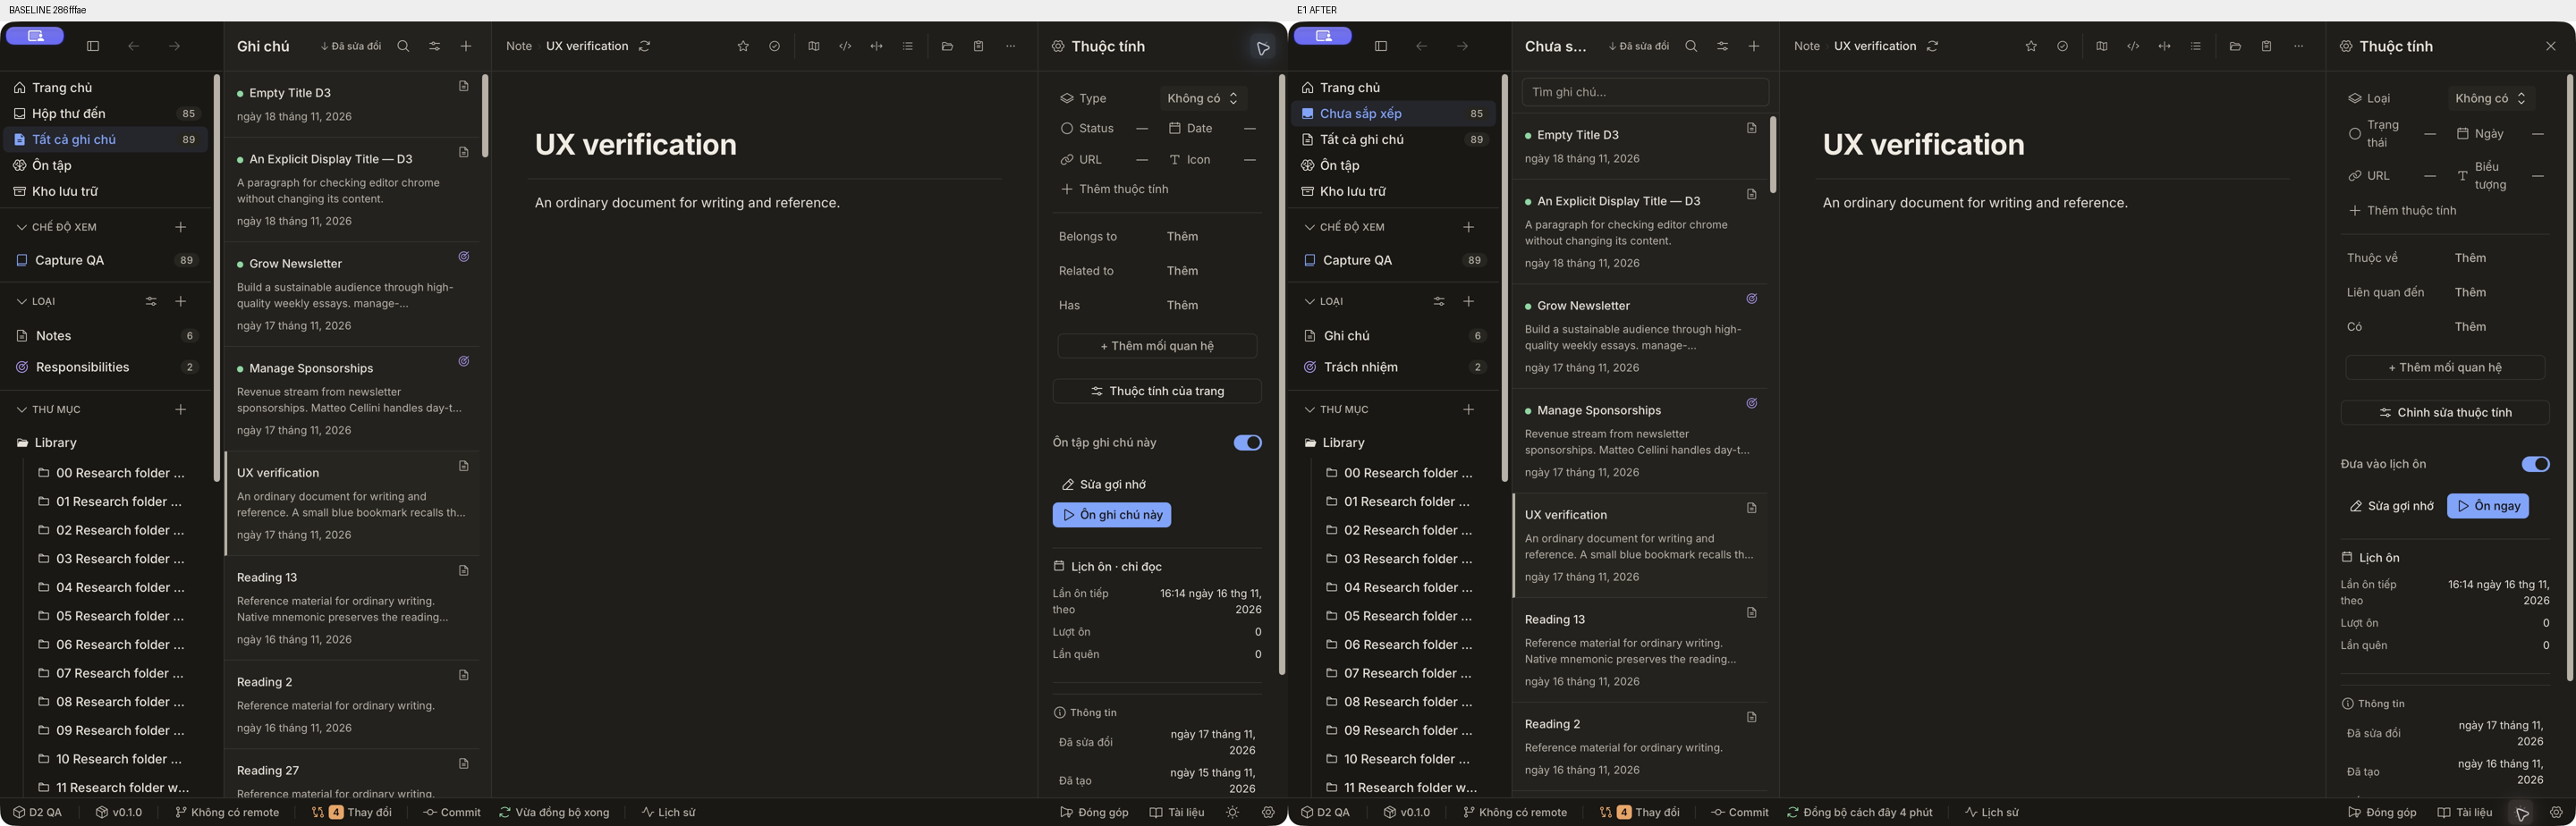 BASELINE 286fffae
Ghi chú
↓ Đã sửa đổi
Note
UX verification
Thuộc tính
Trang chủ
Hộp thư đến 85
Tất cả ghi chú 89
Ôn tập
Kho lưu trữ
CHẾ ĐỘ XEM
Capture QA 89
LOẠI
Notes 6
Responsibilities 2
THƯ MỤC
Library
00 Research folder ...
01 Research folder ...
02 Research folder ...
03 Research folder ...
04 Research folder ...
05 Research folder ...
06 Research folder ...
07 Research folder ...
08 Research folder ...
09 Research folder ...
10 Research folder ...
11 Research folder w...
Empty Title D3
ngày 18 tháng 11, 2026
An Explicit Display Title — D3
A paragraph for checking editor chrome
without changing its content.
ngày 18 tháng 11, 2026
Grow Newsletter
Build a sustainable audience through high-
quality weekly essays. manage-...
ngày 17 tháng 11, 2026
Manage Sponsorships
Revenue stream from newsletter
sponsorships. Matteo Cellini handles day-t...
ngày 17 tháng 11, 2026
UX verification
An ordinary document for writing and
reference. A small blue bookmark recalls th...
ngày 17 tháng 11, 2026
Reading 13
Reference material for ordinary writing.
Native mnemonic preserves the reading...
ngày 16 tháng 11, 2026
Reading 2
Reference material for ordinary writing.
ngày 16 tháng 11, 2026
Reading 27
Reference material for ordinary writing.
UX verification
An ordinary document for writing and reference.
Type Không có
Status — Date —
URL — Icon —
+ Thêm thuộc tính
Belongs to Thêm
Related to Thêm
Has Thêm
+ Thêm mối quan hệ
Thuộc tính của trang
Ôn tập ghi chú này
Sửa gợi nhớ
Ôn ghi chú này
Lịch ôn · chỉ đọc
Lần ôn tiếp theo 16:14 ngày 16 thg 11, 2026
Lượt ôn 0
Lần quên 0
Thông tin
Đã sửa đổi ngày 17 tháng 11, 2026
Đã tạo ngày 15 tháng 11, 2026
D2 QA
v0.1.0
Không có remote
4 Thay đổi
Commit
Vừa đồng bộ xong
Lịch sử
Đóng góp
Tài liệu
E1 AFTER
Chưa s...
↓ Đã sửa đổi
Note
UX verification
Thuộc tính
Trang chủ
Chưa sắp xếp 85
Tất cả ghi chú 89
Ôn tập
Kho lưu trữ
CHẾ ĐỘ XEM
Capture QA 89
LOẠI
Ghi chú 6
Trách nhiệm 2
THƯ MỤC
Library
00 Research folder ...
01 Research folder ...
02 Research folder ...
03 Research folder ...
04 Research folder ...
05 Research folder ...
06 Research folder ...
07 Research folder ...
08 Research folder ...
09 Research folder ...
10 Research folder ...
11 Research folder w...
Tìm ghi chú...
Empty Title D3
ngày 18 tháng 11, 2026
An Explicit Display Title — D3
A paragraph for checking editor chrome
without changing its content.
ngày 18 tháng 11, 2026
Grow Newsletter
Build a sustainable audience through high-
quality weekly essays. manage-...
ngày 17 tháng 11, 2026
Manage Sponsorships
Revenue stream from newsletter
sponsorships. Matteo Cellini handles day-t...
ngày 17 tháng 11, 2026
UX verification
An ordinary document for writing and
reference. A small blue bookmark recalls th...
ngày 17 tháng 11, 2026
Reading 13
Reference material for ordinary writing.
Native mnemonic preserves the reading...
ngày 16 tháng 11, 2026
Reading 2
Reference material for ordinary writing.
ngày 16 tháng 11, 2026
UX verification
An ordinary document for writing and reference.
Loại Không có
Trạng thái — Ngày —
URL — Biểu tượng —
+ Thêm thuộc tính
Thuộc về Thêm
Liên quan đến Thêm
Có Thêm
+ Thêm mối quan hệ
Chỉnh sửa thuộc tính
Đưa vào lịch ôn
Sửa gợi nhớ
Ôn ngay
Lịch ôn
Lần ôn tiếp theo 16:14 ngày 16 thg 11, 2026
Lượt ôn 0
Lần quên 0
Thông tin
Đã sửa đổi ngày 17 tháng 11, 2026
Đã tạo ngày 16 tháng 11, 2026
D2 QA
v0.1.0
Không có remote
4 Thay đổi
Commit
Đồng bộ cách đây 4 phút
Lịch sử
Đóng góp
Tài liệu